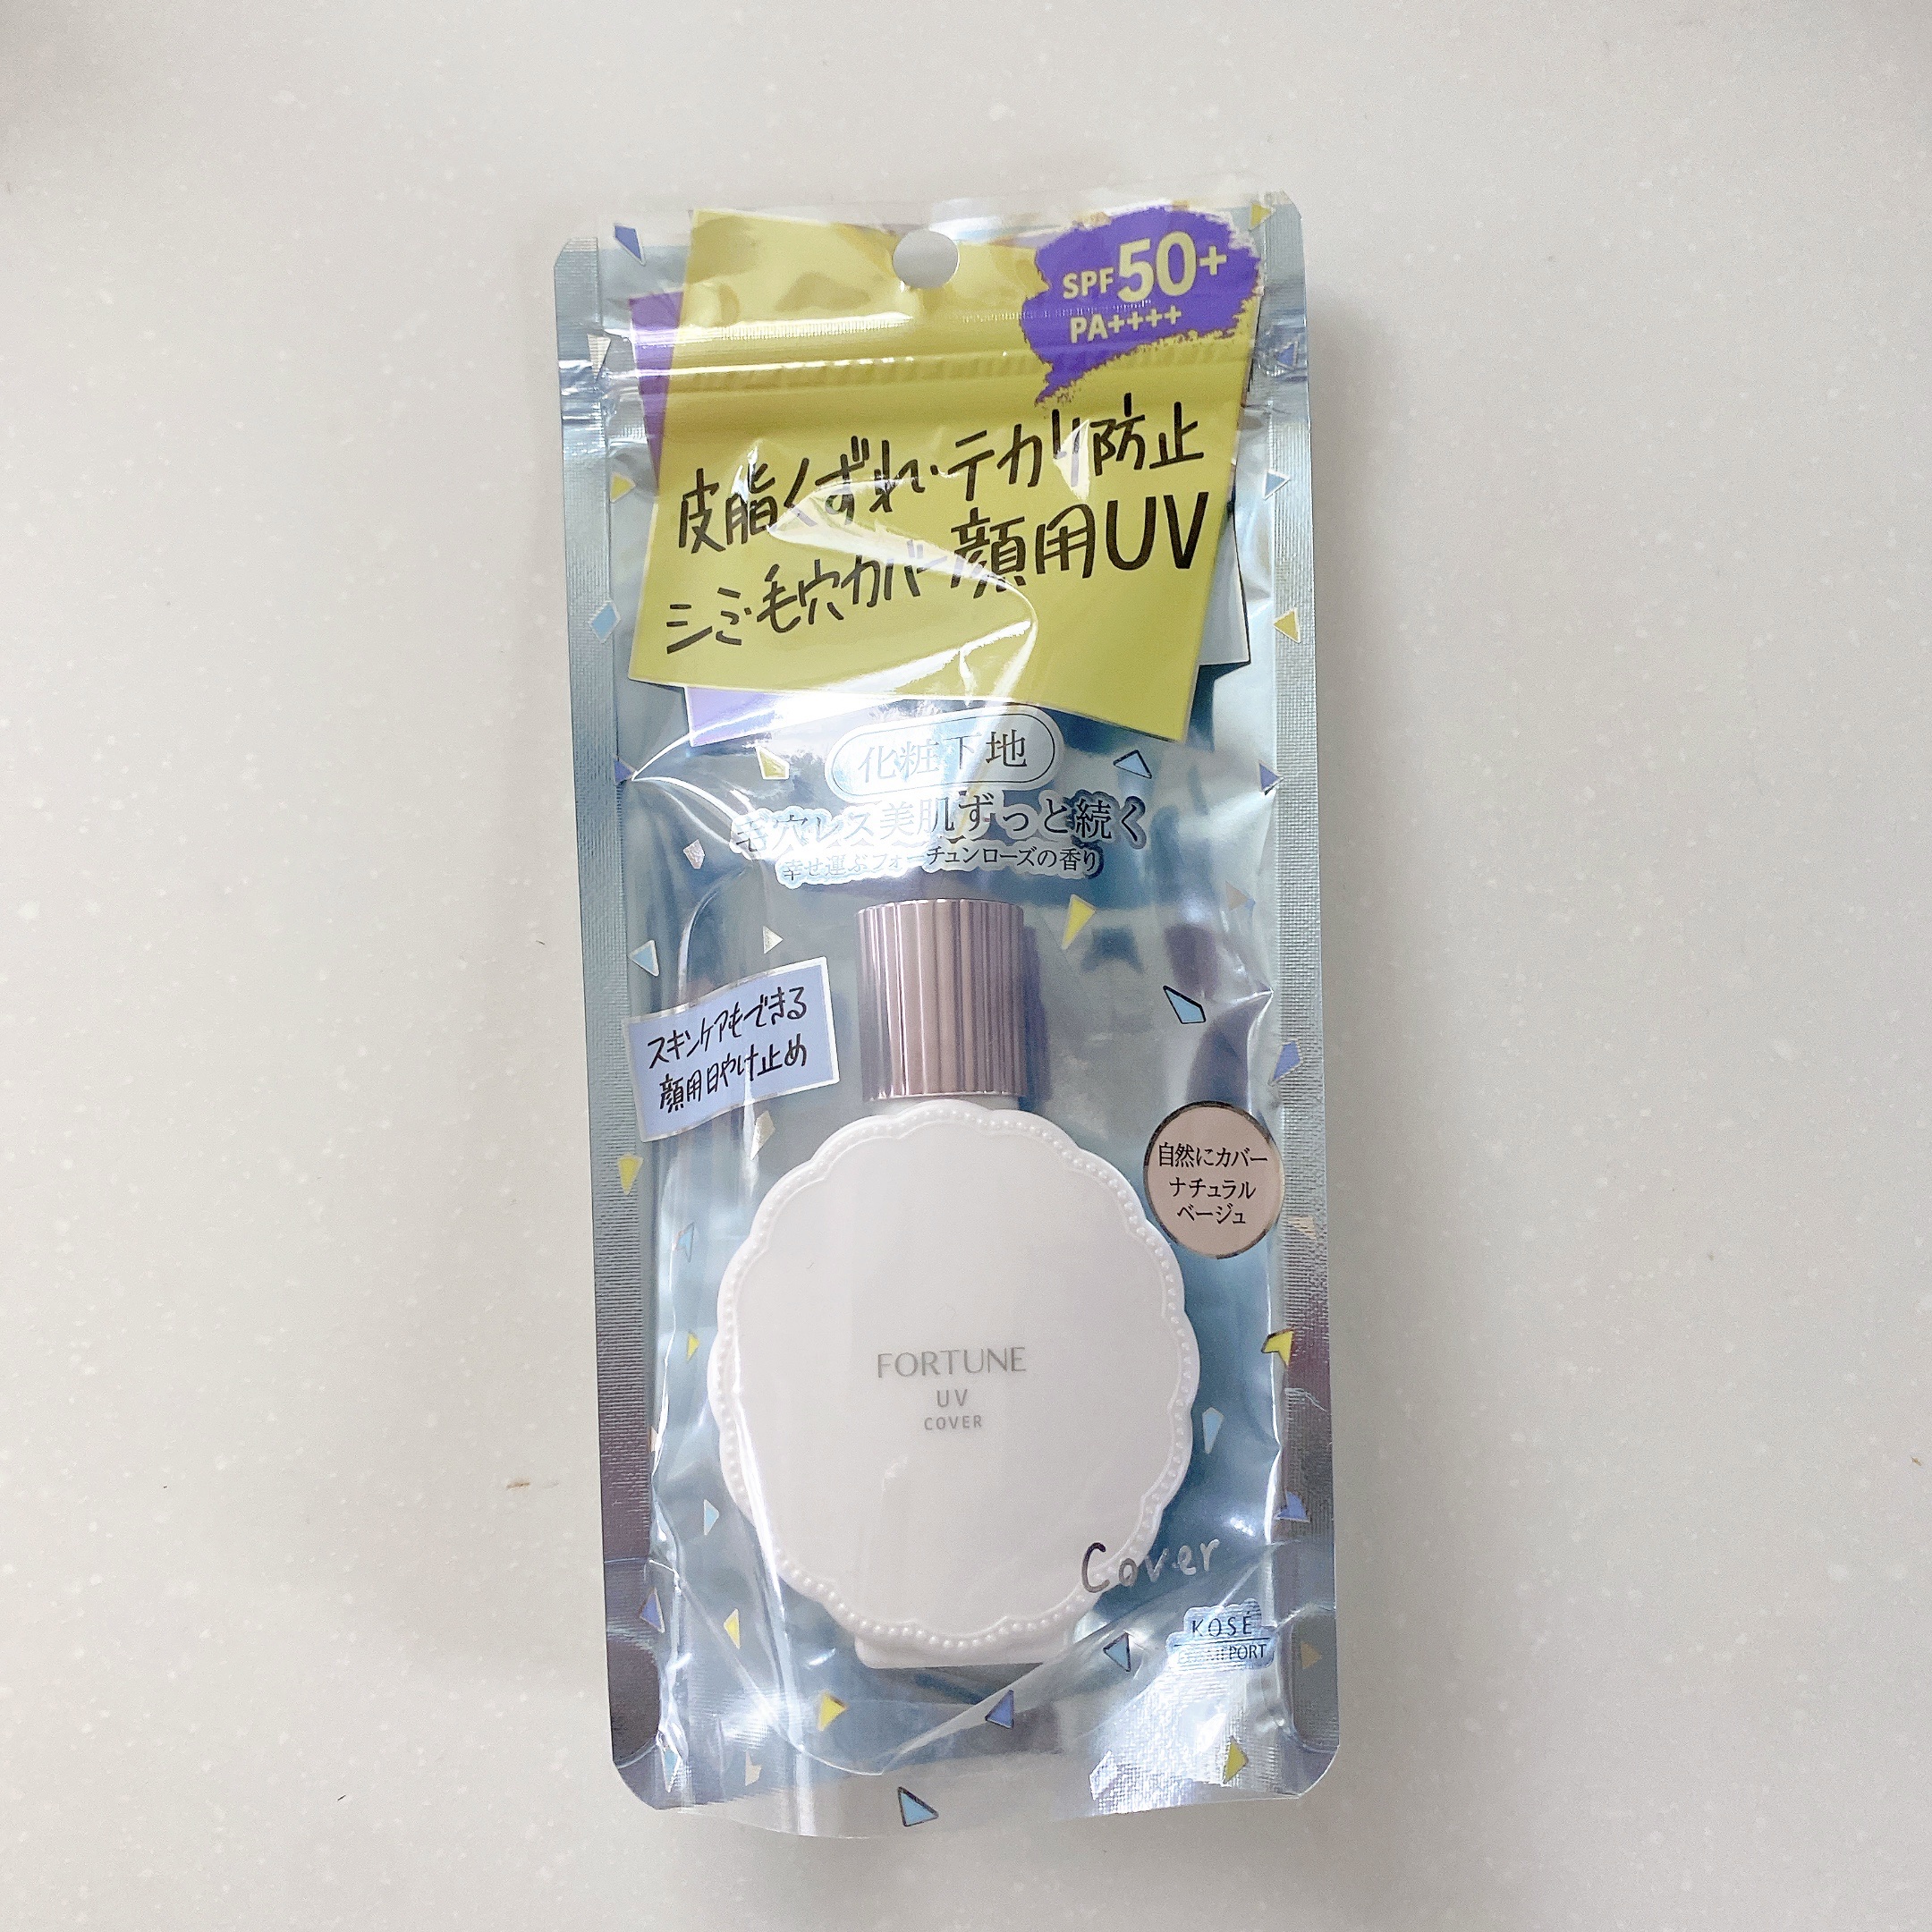 SPF50+
PA++++
皮脂くずれ・テカリ防止
シミ・毛穴カバー顔用UV
化粧下地
毛穴レス美肌ずっと続く
幸せ運ぶフォーチュンローズの香り
スキンケアもできる
顔用日やけ止め
自然にカバー
ナチュラル
ベージュ
FORTUNE
UV
COVER
Cover
KOSÉ